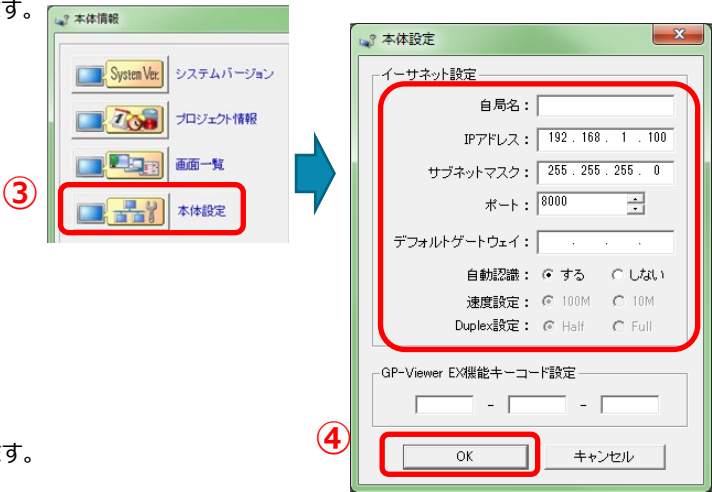 す。
本体情報
System Ver.
システムバージョン
プロジェクト情報
画面一覧
③
本体設定
本体設定
イーサネット設定
自局名：
IPアドレス： 192 . 168 . 1 . 100
サブネットマスク： 255 . 255 . 255 . 0
ポート： 8000
デフォルトゲートウェイ： . . .
自動認識： する しない
速度設定： 100M 10M
Duplex設定： Half Full
GP-Viewer EX機能キーコード設定
- -
④
OK キャンセル
す。